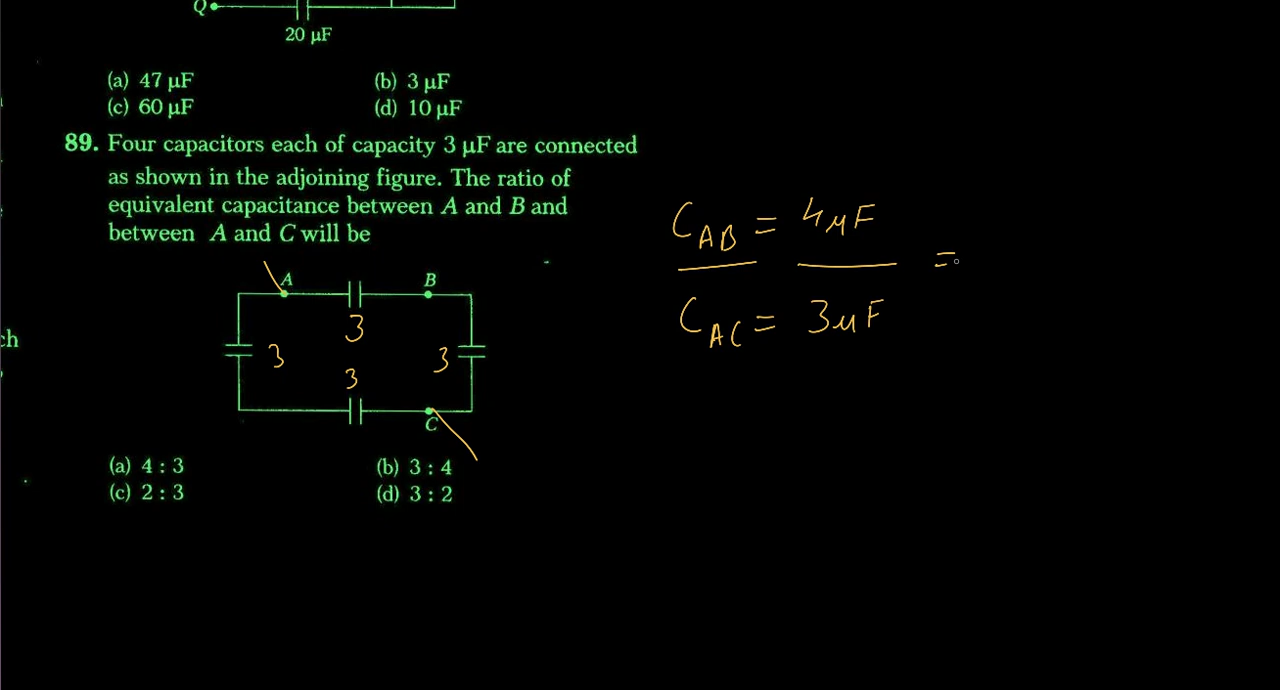 Q
20 µF
(a) 47 µF (b) 3 µF
(c) 60 µF (d) 10 µF
89. Four capacitors each of capacity 3 µF are connected
as shown in the adjoining figure. The ratio of
equivalent capacitance between A and B and
between A and C will be
A B
3
3 3
3
C
(a) 4 : 3 (b) 3 : 4
(c) 2 : 3 (d) 3 : 2
ch
C_AB = 4µF
=
C_AC = 3µF